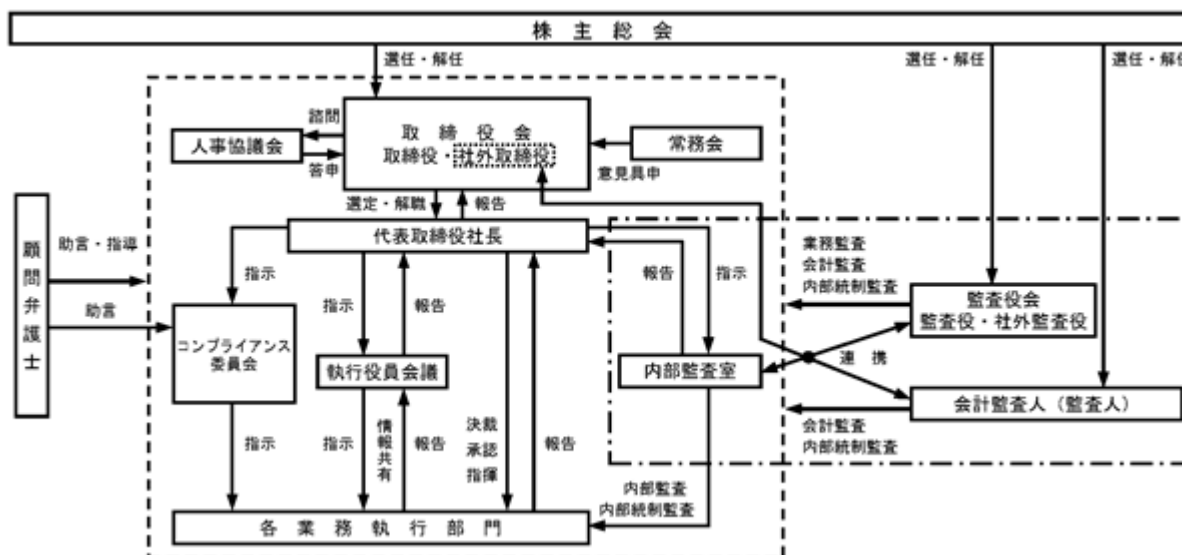 株主総会
選任・解任
選任・解任
選任・解任
諮問
人事協議会
答申
取締役会
取締役・社外取締役
常務会
意見具申
選定・解職
報告
代表取締役社長
顧問弁護士
助言・指導
助言
指示
コンプライアンス
委員会
指示
報告
執行役員会議
報告
指示
内部監査室
業務監査
会計監査
内部統制監査
監査役会
監査役・社外監査役
連携
会計監査人(監査人)
会計監査
内部統制監査
指示
指示
情報共有
報告
決裁
承認
指揮
報告
内部監査
内部統制監査
各業務執行部門